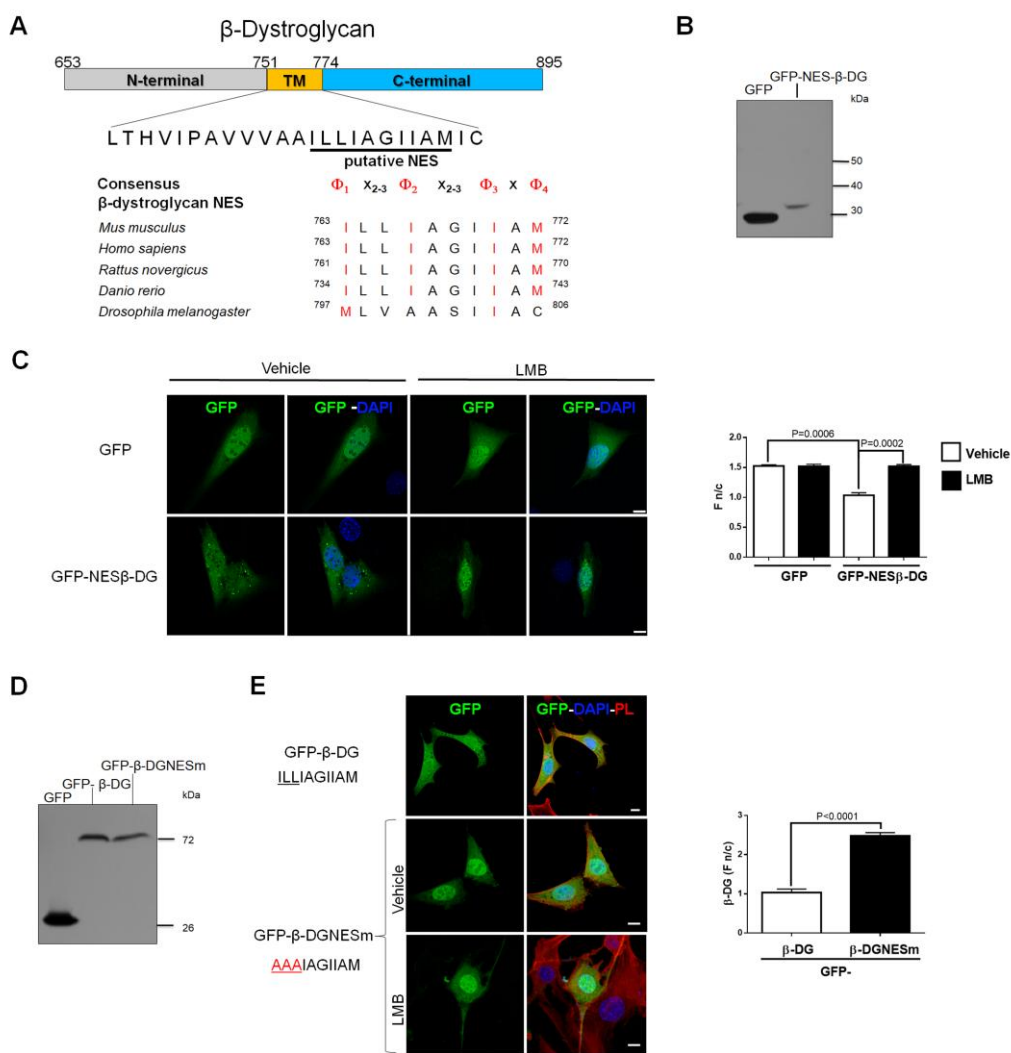 A
β-Dystroglycan
653 751 774 895
N-terminal TM C-terminal
L T H V I P A V V V A A I L L I A G I I A M I C
putative NES
Consensus
β-dystroglycan NES
Φ1 x2-3 Φ2 x2-3 Φ3 x Φ4
Mus musculus 763 I L L I A G I I A M 772
Homo sapiens 763 I L L I A G I I A M 772
Rattus novergicus 761 I L L I A G I I A M 770
Danio rerio 734 I L L I A G I I A M 743
Drosophila melanogaster 797 M L V A A S I I A C 806
B
GFP-NES-β-DG
GFP
kDa
50
40
30
C
Vehicle LMB
GFP GFP-DAPI GFP GFP-DAPI
GFP
GFP-NESβ-DG
P=0.0006
P=0.0002
Vehicle
LMB
F n/c
2.0
1.5
1.0
0.5
0.0
GFP GFP-NESβ-DG
D
GFP-β-DGNESm
GFP- β-DG
GFP
kDa
72
26
E
GFP GFP-DAPI-PL
GFP-β-DG
ILLIAGIIAM
Vehicle
GFP-β-DGNESm
AAAIAGIIAM
LMB
P<0.0001
β-DG (F n/c)
3
2
1
0
β-DG β-DGNESm
GFP-